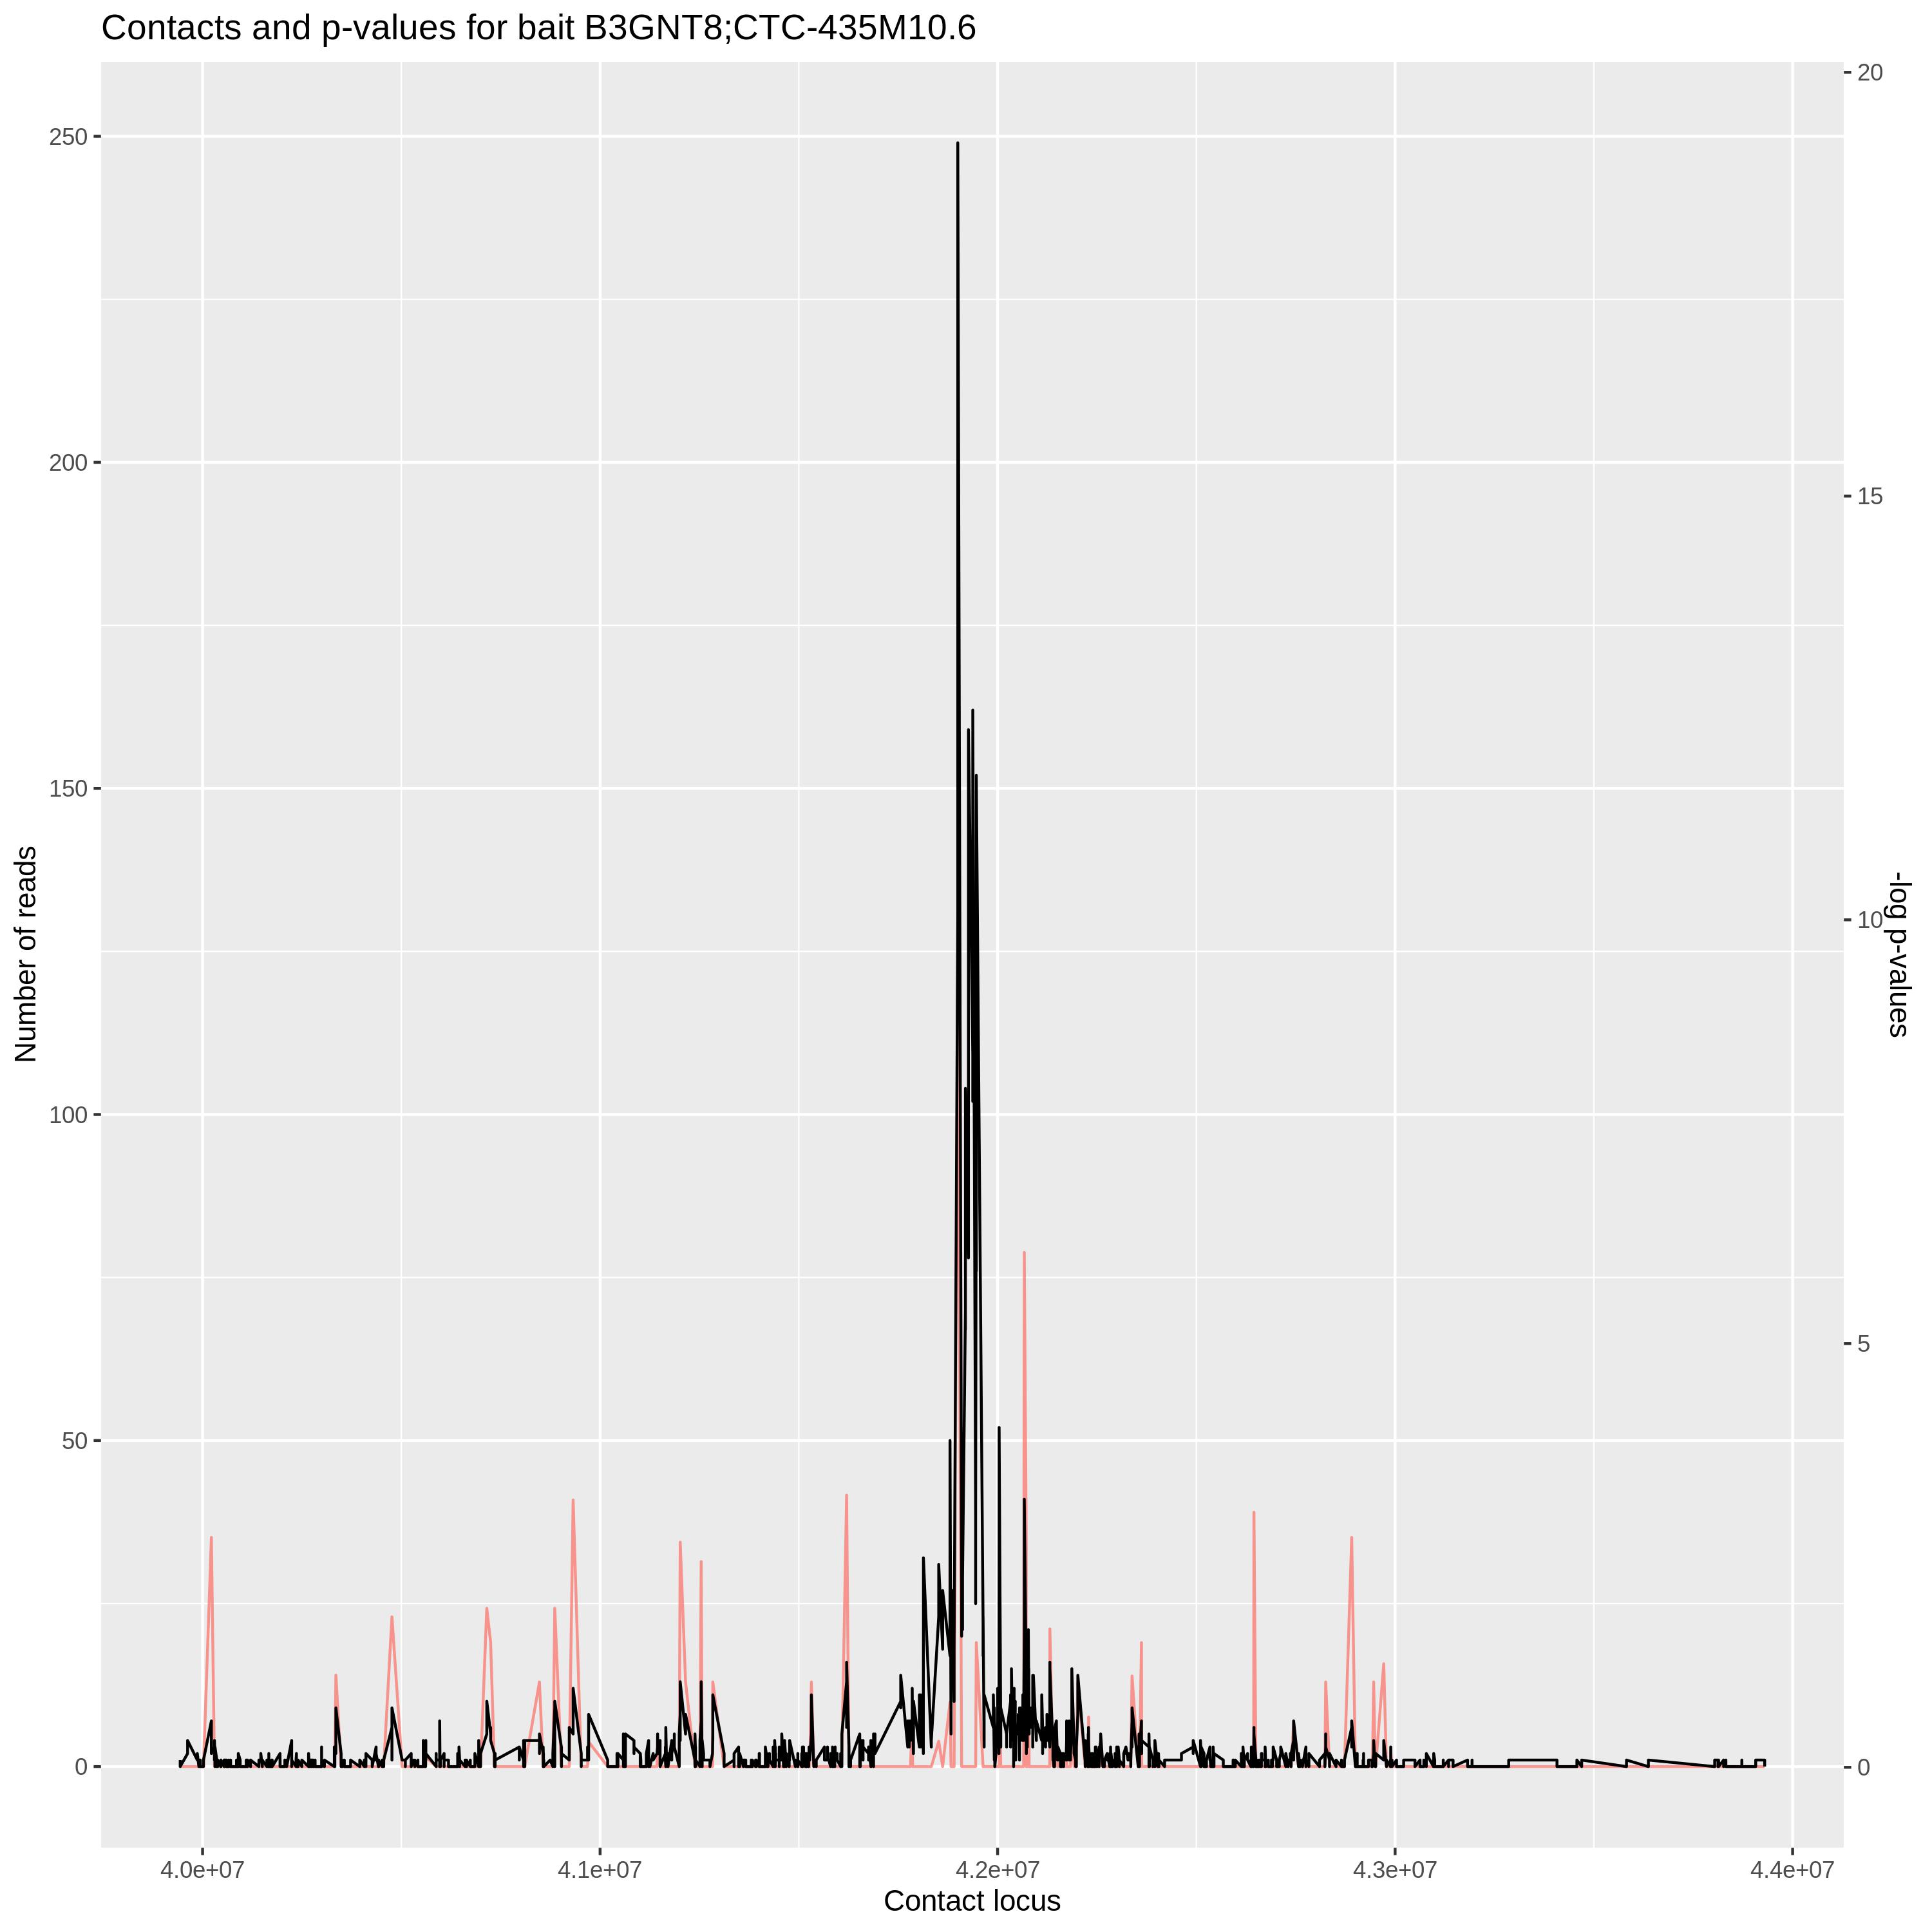 Contacts and p-values for bait B3GNT8;CTC-435M10.6
250
200
150
100
50
0
Number of reads
20
15
10
5
0
-log p-values
4.0e+07
4.1e+07
4.2e+07
4.3e+07
4.4e+07
Contact locus